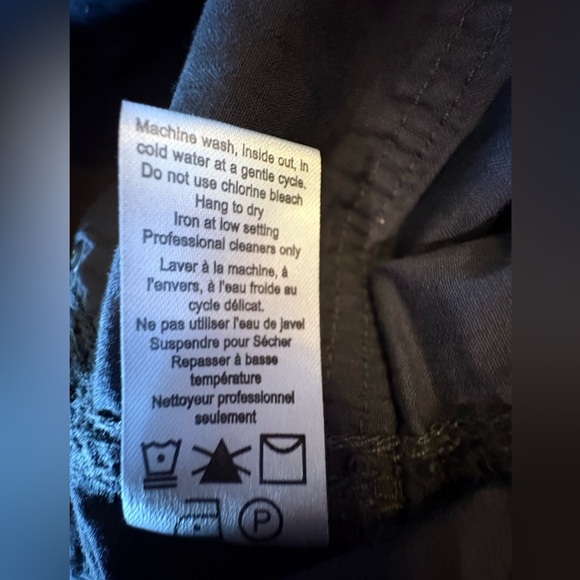 Machine wash, inside out, in
cold water at a gentle cycle.
Do not use chlorine bleach
Hang to dry
Iron at low setting
Professional cleaners only
Laver à la machine, à
l'envers, à l'eau froide au
cycle délicat.
Ne pas utiliser l'eau de javel
Suspendre pour Sécher
Repasser à basse
température
Nettoyeur professionnel
seulement
P